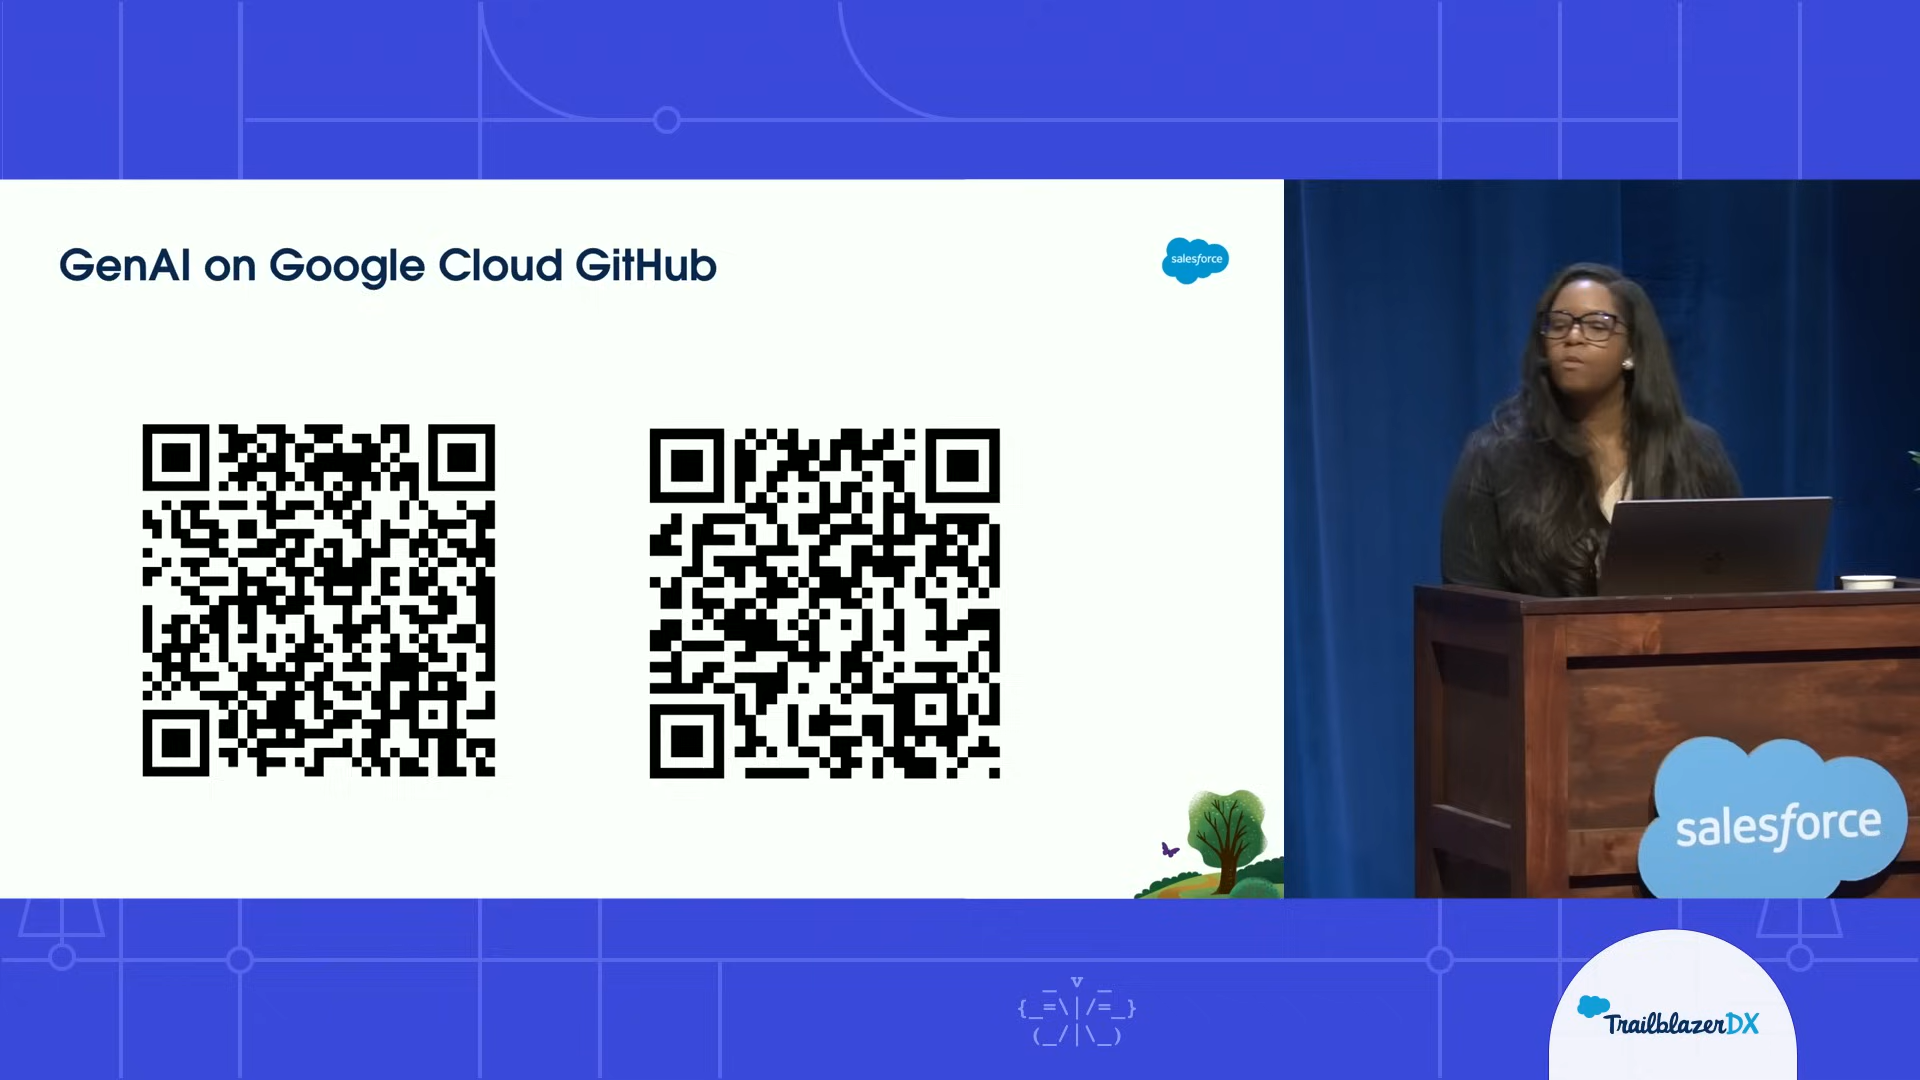 GenAI on Google Cloud GitHub
salesforce
salesforce
{_=\|/=_}
(_/|\_)
TrailblazerDX